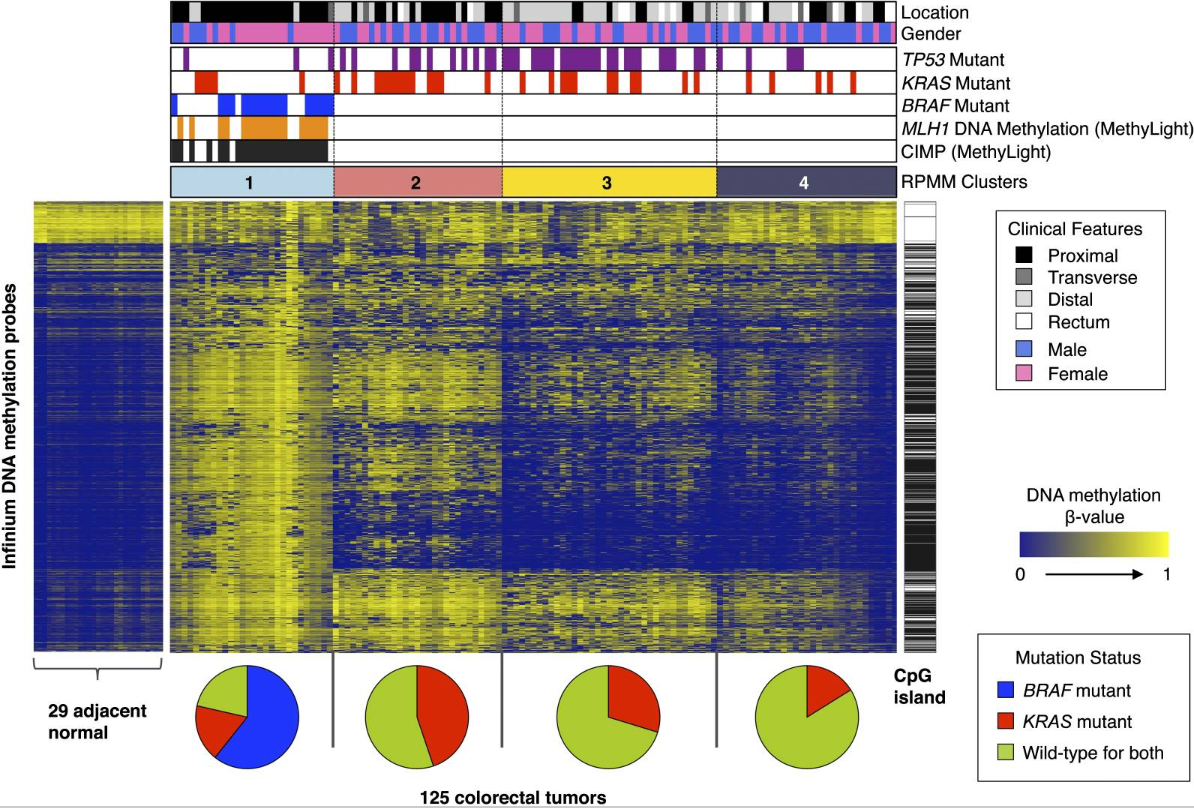 Location
Gender
TP53 Mutant
KRAS Mutant
BRAF Mutant
MLH1 DNA Methylation (MethyLight)
CIMP (MethyLight)
1 2 3 4 RPMM Clusters
Infinium DNA methylation probes
Clinical Features
Proximal
Transverse
Distal
Rectum
Male
Female
DNA methylation
β-value
0 1
29 adjacent
normal
CpG
island
Mutation Status
BRAF mutant
KRAS mutant
Wild-type for both
125 colorectal tumors